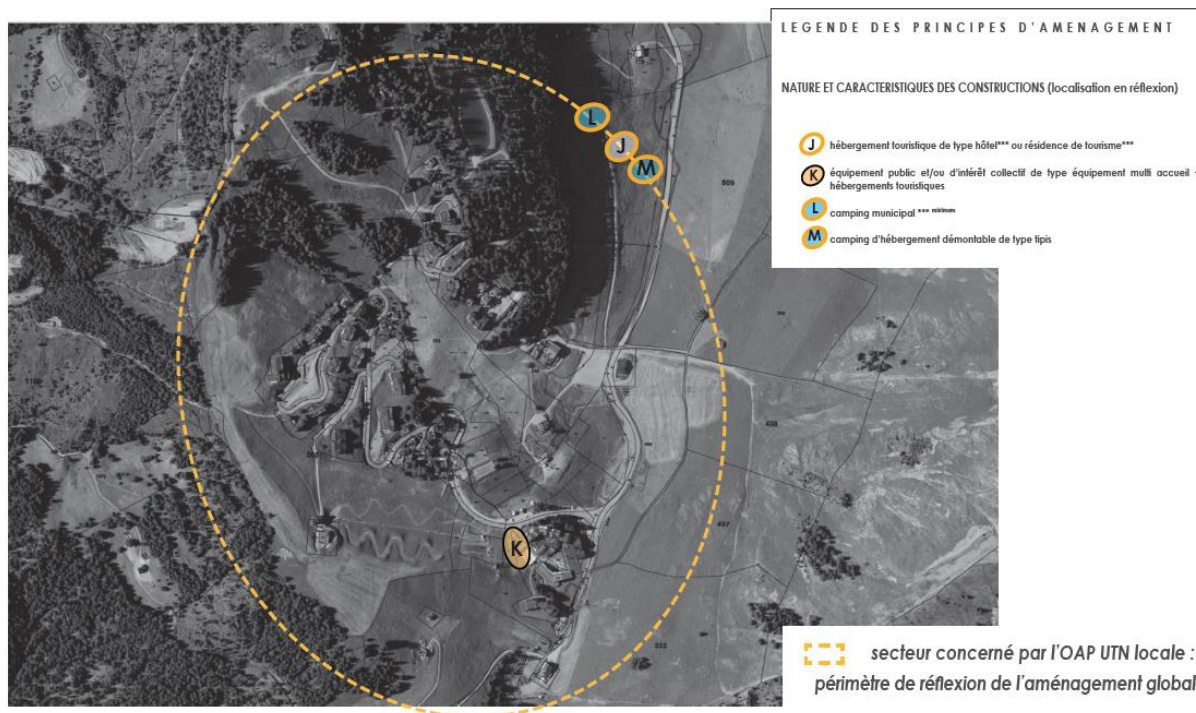 LEGENDE DES PRINCIPES D'AMENAGEMENT
NATURE ET CARACTERISTIQUES DES CONSTRUCTIONS (localisation en réflexion)
J hébergement touristique de type hôtel*** ou résidence de tourisme***
K équipement public et/ou d'intérêt collectif de type équipement multi accueil -
hébergements touristiques
L camping municipal *** minimum
M camping d'hébergement démontable de type tipis
L
J
M
809
498
497
K
553
secteur concerné par l'OAP UTN locale :
périmètre de réflexion de l'aménagement global